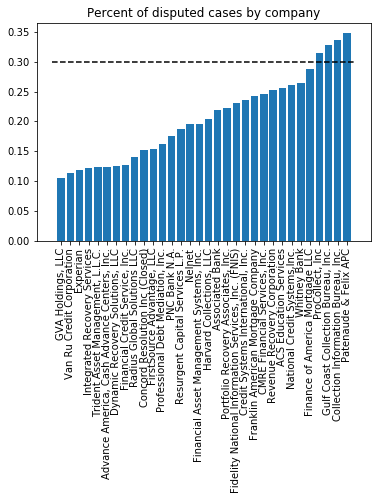 Percent of disputed cases by company
0.35
0.30
0.25
0.20
0.15
0.10
0.05
0.00
CVA Holdings, LLC
Van Ru Credit Corporation
Experian
Integrated Recovery Services
Trident Asset Management, L.L.C.
Advance America, Cash Advance Centers, Inc.
Dynamic Recovery Solutions, LLC
Financial Credit Service, Inc.
Radius Global Solutions LLC
Concord Resolution Inc. (Closed)
FirstSource Advantage, LLC
Professional Debt Mediation, Inc.
PNC Bank N.A.
Resurgent Capital Services L.P.
Nelnet
Financial Asset Management Systems, Inc.
Harvard Collections, LLC
Associated Bank
Portfolio Recovery Associates, Inc.
Fidelity National Information Services, Inc. (FNIS)
Credit Systems International, Inc.
Franklin American Mortgage Company
CMRE Financial Services, Inc.
Revenue Recovery Corporation
ACS Education Services
National Credit Systems,Inc.
Whitney Bank
Finance of America Mortgage LLC
ProCollect, Inc
Gulf Coast Collection Bureau, Inc.
Collection Information Bureau, Inc.
Patenaude & Felix APC